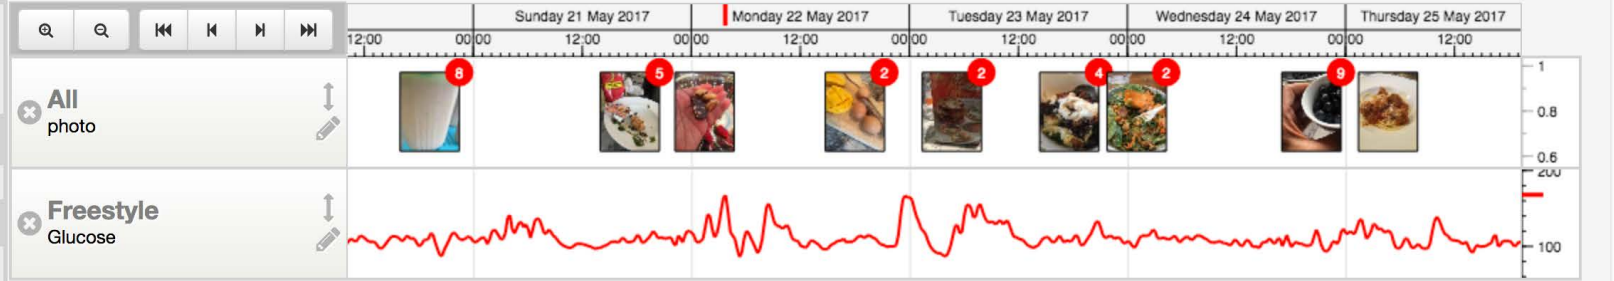 Sunday 21 May 2017 Monday 22 May 2017 Tuesday 23 May 2017 Wednesday 24 May 2017 Thursday 25 May 2017
12:00 00:00 12:00 00:00 12:00 00:00 12:00 00:00 12:00 00:00 12:00
All
photo
8 5 2 2 4 2 9
1
0.8
0.6
Freestyle
Glucose
200
100